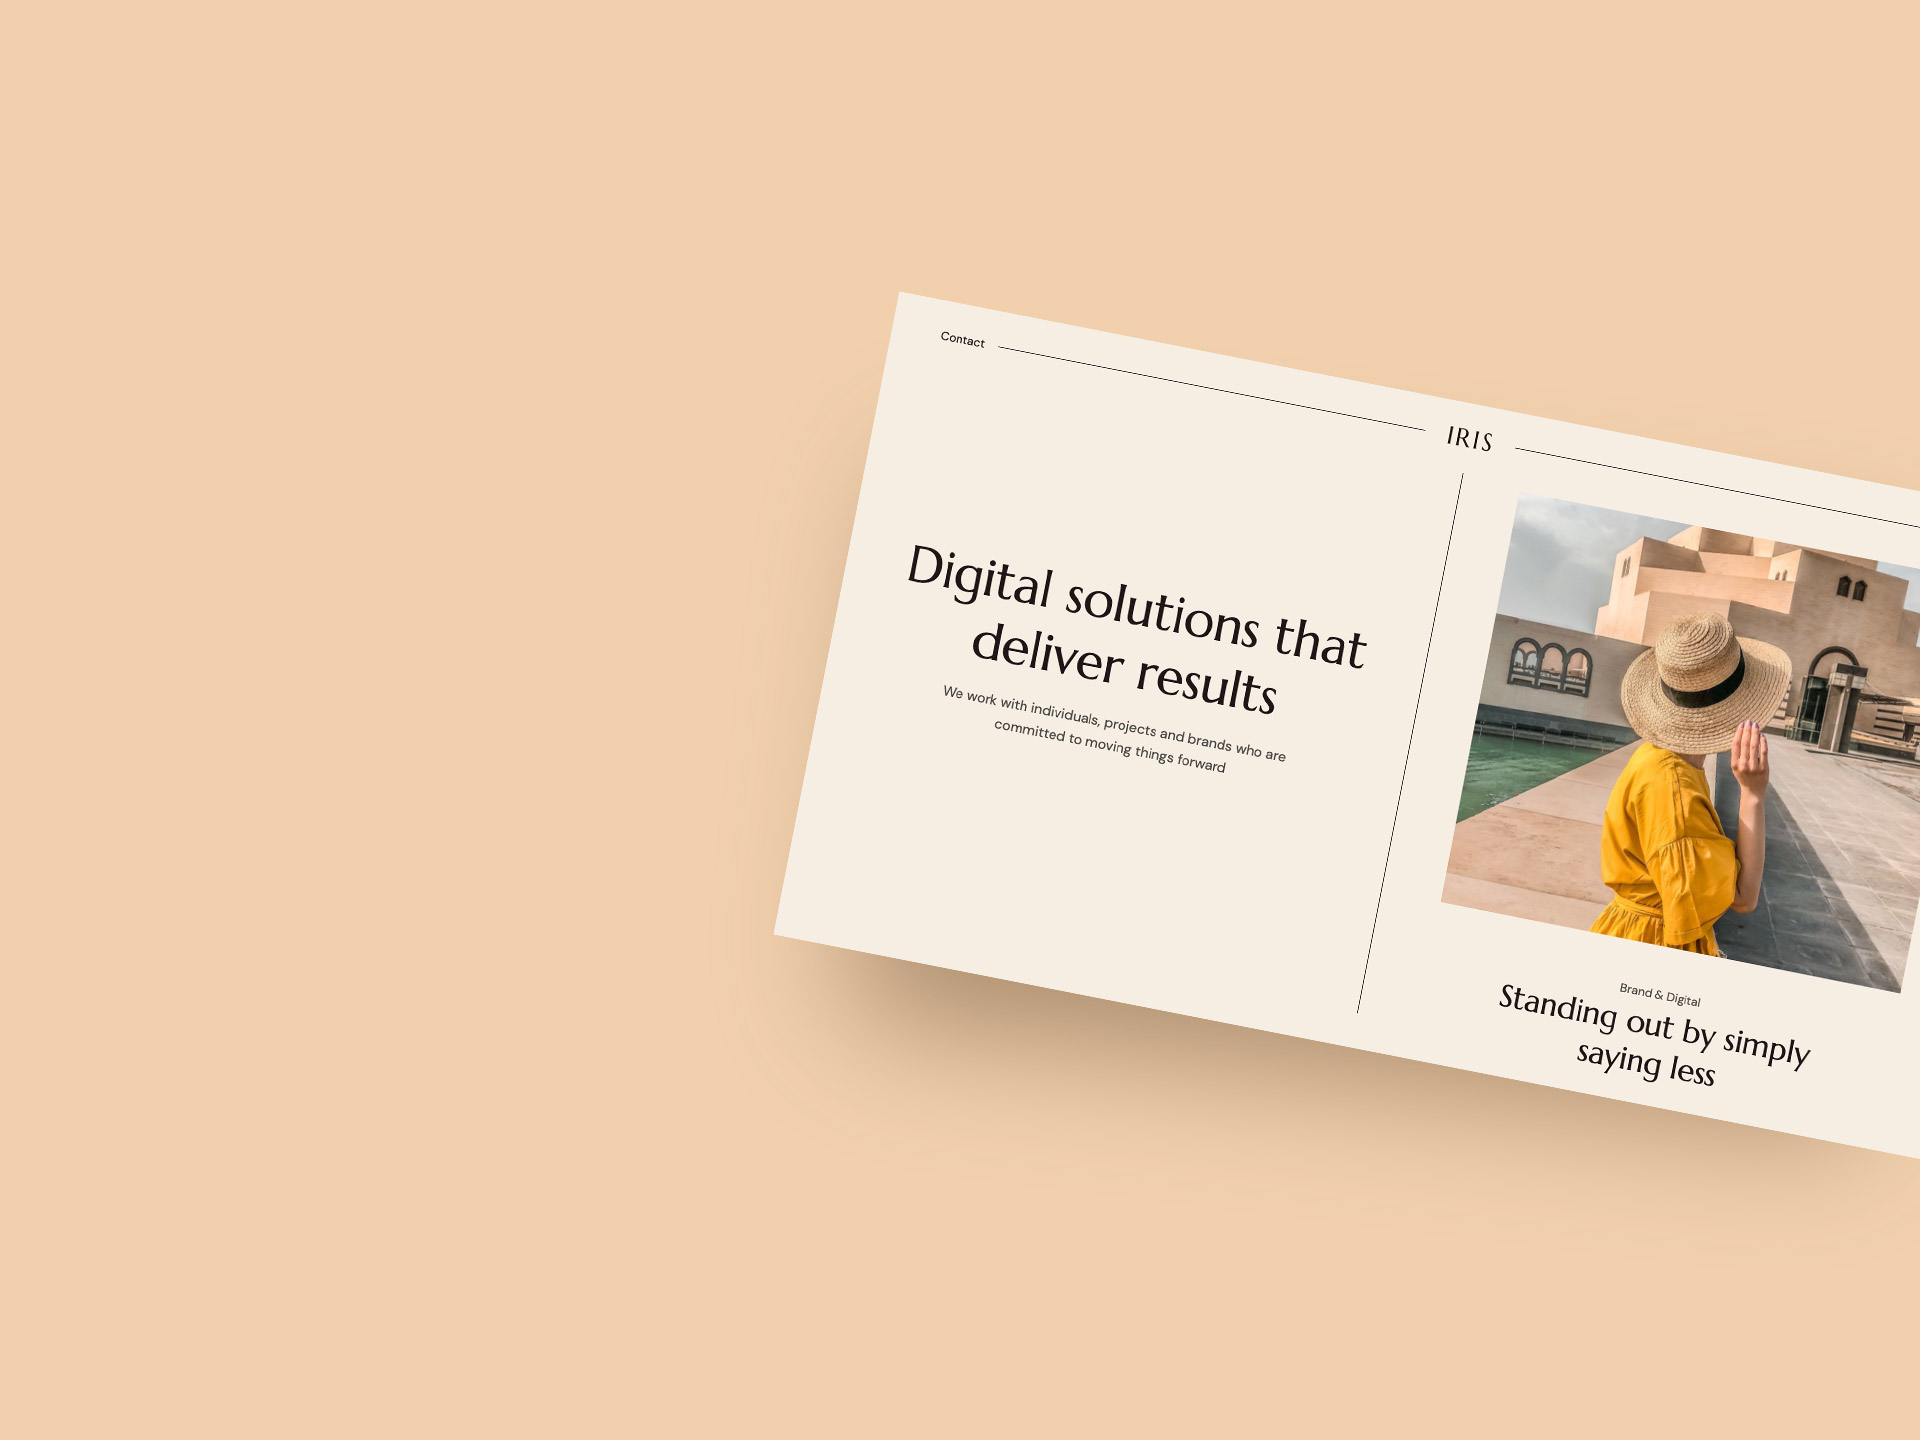 Contact
IRIS
Digital solutions that
deliver results
We work with individuals, projects and brands who are
committed to moving things forward
Brand & Digital
Standing out by simply
saying less